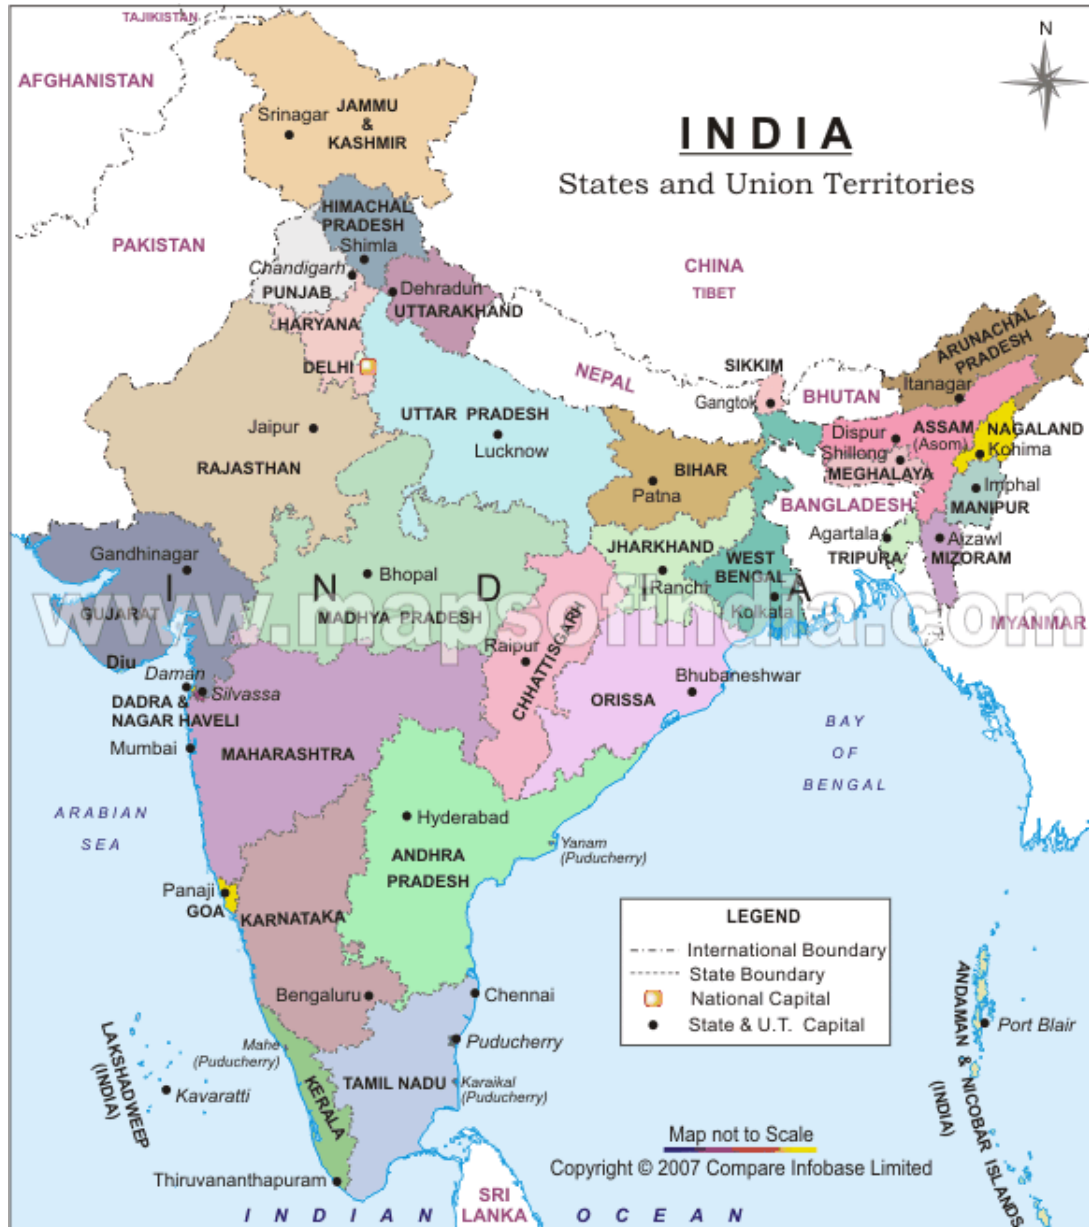 TAJIKISTAN
AFGHANISTAN
N
Srinagar
JAMMU
&
KASHMIR
INDIA
States and Union Territories
HIMACHAL
PRADESH
Shimla
PAKISTAN
Chandigarh
PUNJAB
CHINA
TIBET
Dehradun
UTTARAKHAND
HARYANA
DELHI
ARUNACHAL
PRADESH
NEPAL
SIKKIM
Gangtok
BHUTAN
Itanagar
UTTAR PRADESH
Lucknow
Jaipur
RAJASTHAN
BIHAR
Patna
Dispur
Shillong
MEGHALAYA
ASSAM
(Asom)
NAGALAND
Kohima
BANGLADESH
Imphal
MANIPUR
Agartala
TRIPURA
Aizawl
MIZORAM
JHARKHAND
Ranchi
WEST
BENGAL
Kolkata
Gandhinagar
I N D I A
Bhopal
GUJARAT
MADHYA PRADESH
www.mapsofindia.com
MYANMAR
Raipur
CHHATTISGARH
Diu
Daman
Silvassa
DADRA &
NAGAR HAVELI
Mumbai
MAHARASHTRA
ORISSA
Bhubaneshwar
BAY
OF
BENGAL
ARABIAN
SEA
Hyderabad
ANDHRA
PRADESH
Yanam
(Puducherry)
Panaji
GOA
KARNATAKA
LEGEND
International Boundary
State Boundary
National Capital
State & U.T. Capital
Bengaluru
Chennai
Mahe
(Puducherry)
Puducherry
LAKSHADWEEP
(INDIA)
Kavaratti
KERALA
TAMIL NADU
Karaikal
(Puducherry)
ANDAMAN & NICOBAR ISLANDS
(INDIA)
Port Blair
Map not to Scale
Copyright © 2007 Compare Infobase Limited
Thiruvananthapuram
SRI
LANKA
INDIAN OCEAN